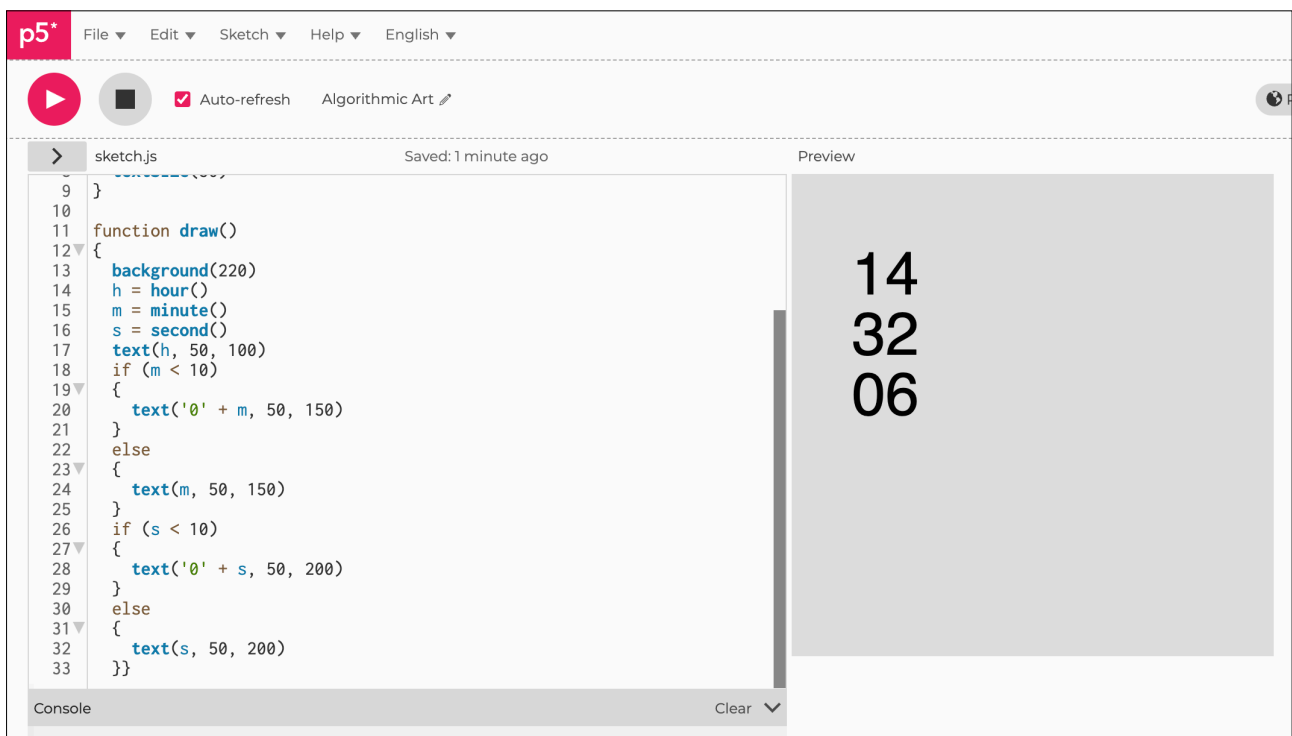 p5* File Edit Sketch Help English
Auto-refresh Algorithmic Art
sketch.js Saved: 1 minute ago Preview
9 }
10
11 function draw()
12 {
13 background(220)
14 h = hour()
15 m = minute()
16 s = second()
17 text(h, 50, 100)
18 if (m < 10)
19 {
20 text('0' + m, 50, 150)
21 }
22 else
23 {
24 text(m, 50, 150)
25 }
26 if (s < 10)
27 {
28 text('0' + s, 50, 200)
29 }
30 else
31 {
32 text(s, 50, 200)
33 }}
14
32
06
Console Clear